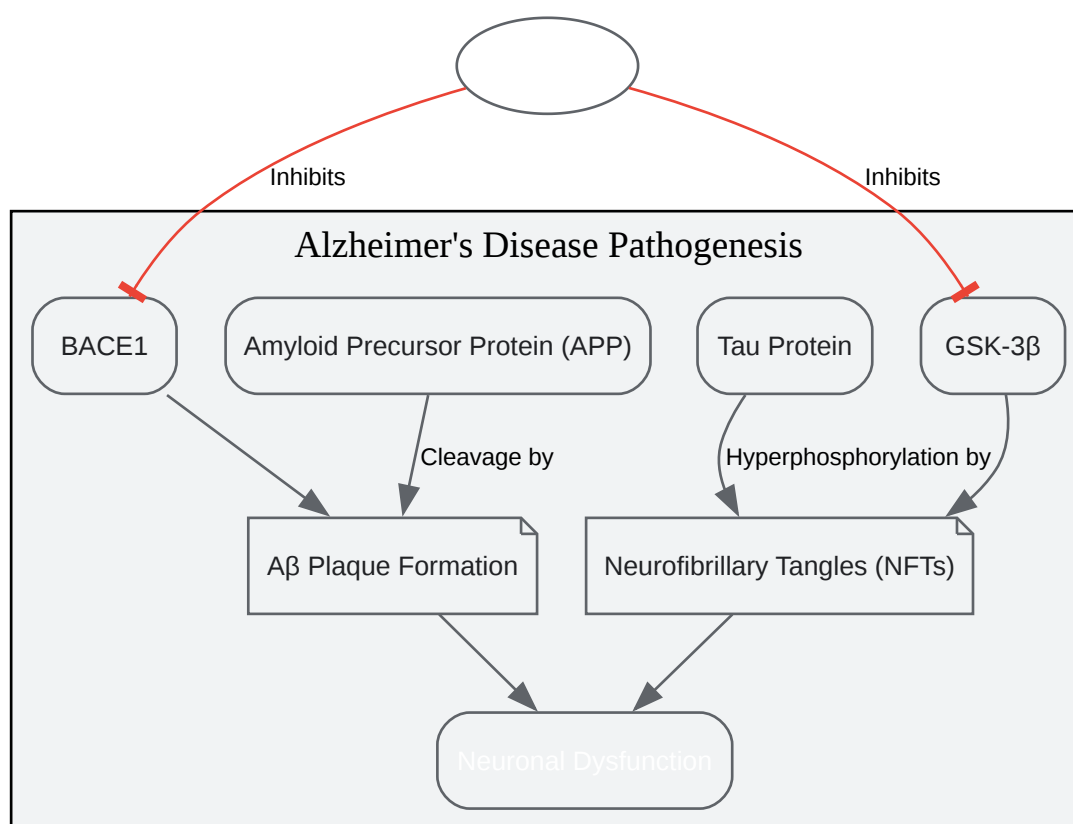 Inhibits
Inhibits
Alzheimer's Disease Pathogenesis
BACE1
Amyloid Precursor Protein (APP)
Tau Protein
GSK-3β
Cleavage by
Hyperphosphorylation by
Aβ Plaque Formation
Neurofibrillary Tangles (NFTs)
Neuronal Dysfunction